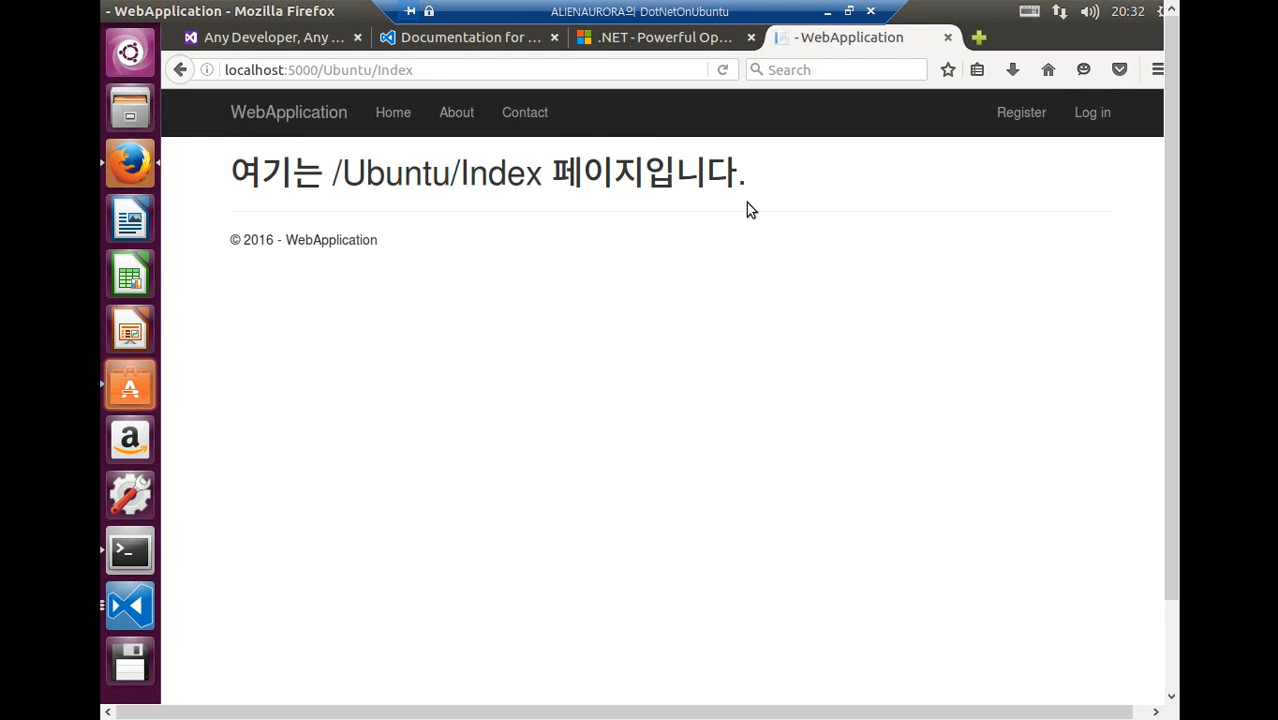 - WebApplication - Mozilla Firefox
ALIENAURORA의 DotNetOnUbuntu
20:32
Any Developer, Any ...
Documentation for ...
.NET - Powerful Op...
- WebApplication
localhost:5000/Ubuntu/Index
Search
WebApplication Home About Contact Register Log in
여기는 /Ubuntu/Index 페이지입니다.
© 2016 - WebApplication